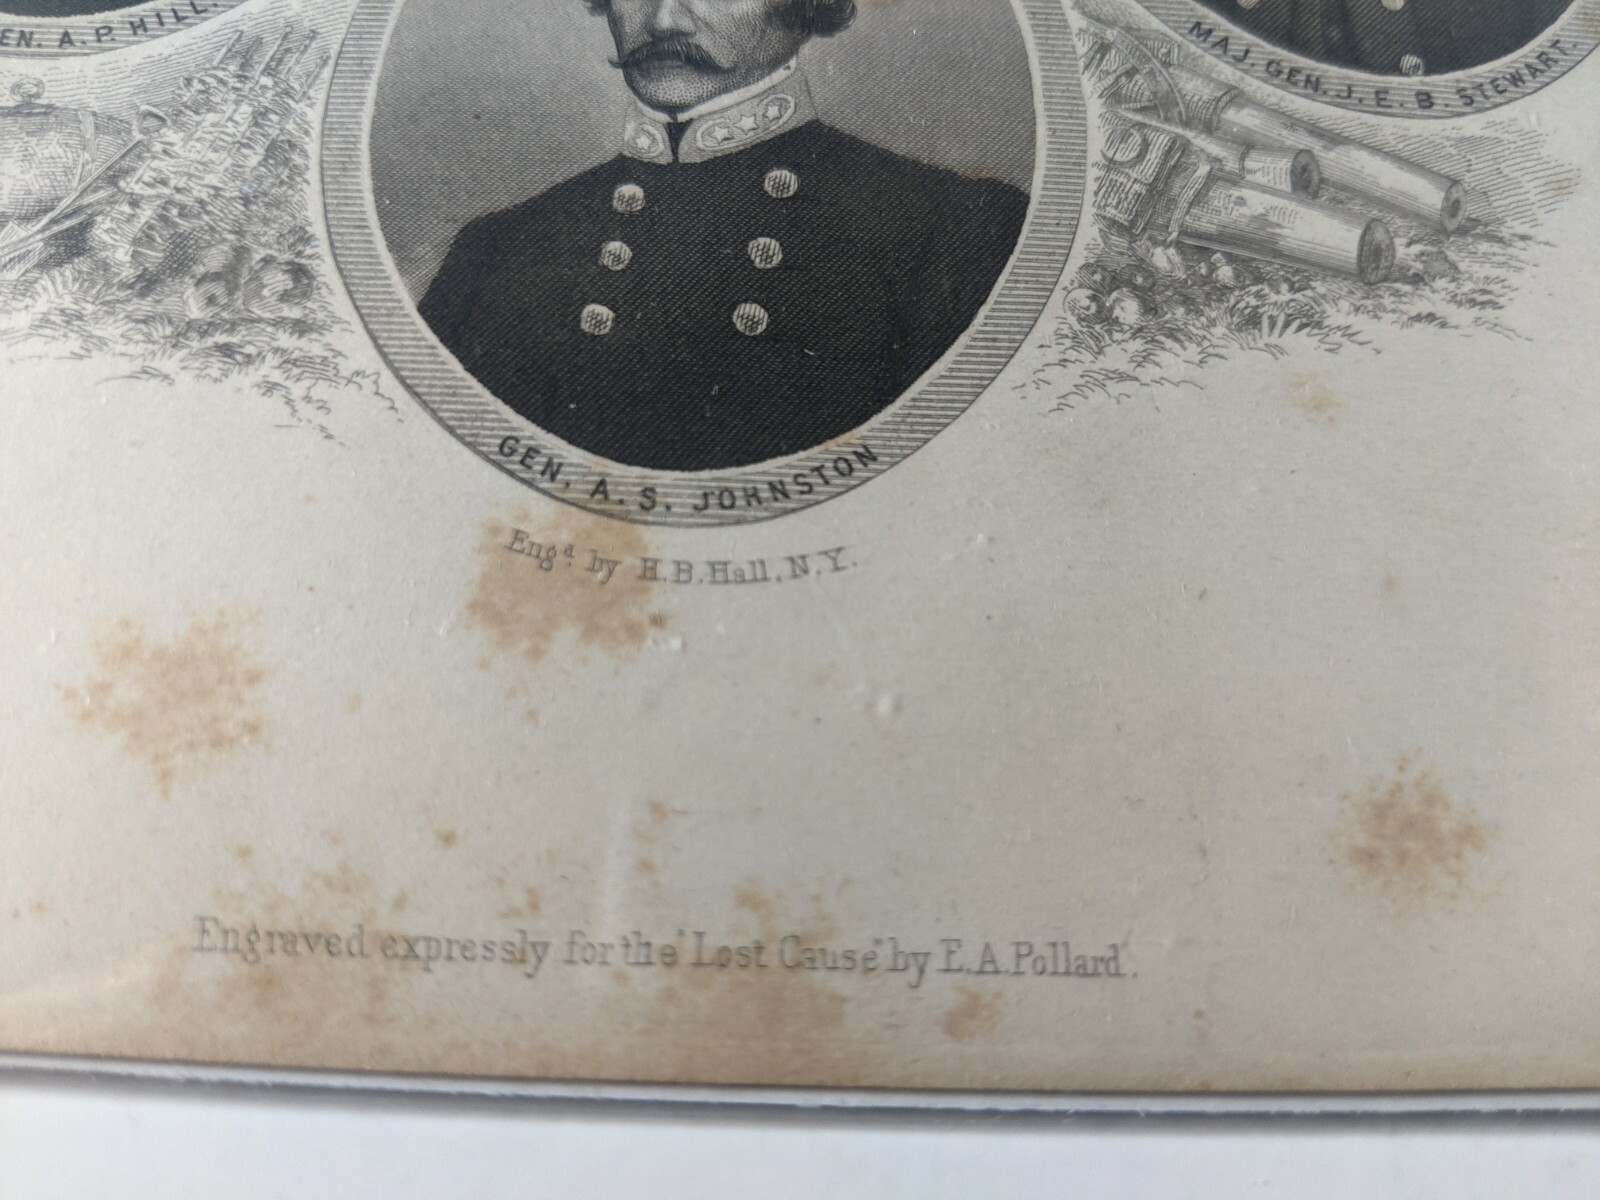 EN. A. P. HILL.
MAJ. GEN. J. E. B. STEWART.
GEN. A. S. JOHNSTON
Engd. by H. B. Hall, N. Y.
Engraved expressly for the "Lost Cause" by E. A. Pollard.